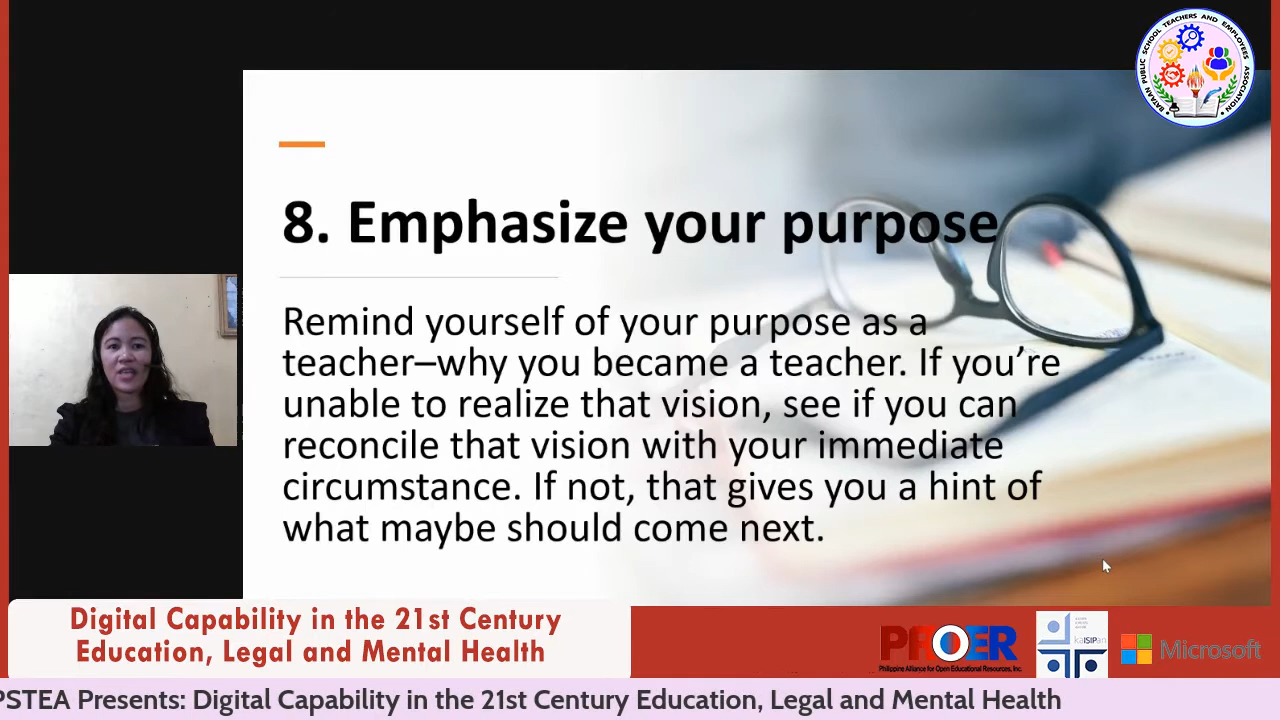 BATAAN PUBLIC SCHOOL TEACHERS AND EMPLOYEES ASSOCIATION
8. Emphasize your purpose
Remind yourself of your purpose as a
teacher–why you became a teacher. If you’re
unable to realize that vision, see if you can
reconcile that vision with your immediate
circumstance. If not, that gives you a hint of
what maybe should come next.
Digital Capability in the 21st Century
Education, Legal and Mental Health
PAOER
Philippine Alliance for Open Educational Resources, Inc.
kaISIPan
Microsoft
PSTEA Presents: Digital Capability in the 21st Century Education, Legal and Mental Health